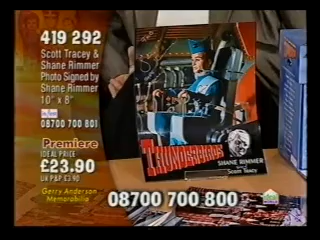 419 292
Scott Tracey &
Shane Rimmer
Photo Signed by
Shane Rimmer
10" x 8"
08700 700 801
Premiere
IDEAL PRICE
£23.90
UK P&P £3.90
Gerry Anderson
Memorabilia
THUNDERBIRDS
SHANE RIMMER
Scott Tracy
08700 700 800